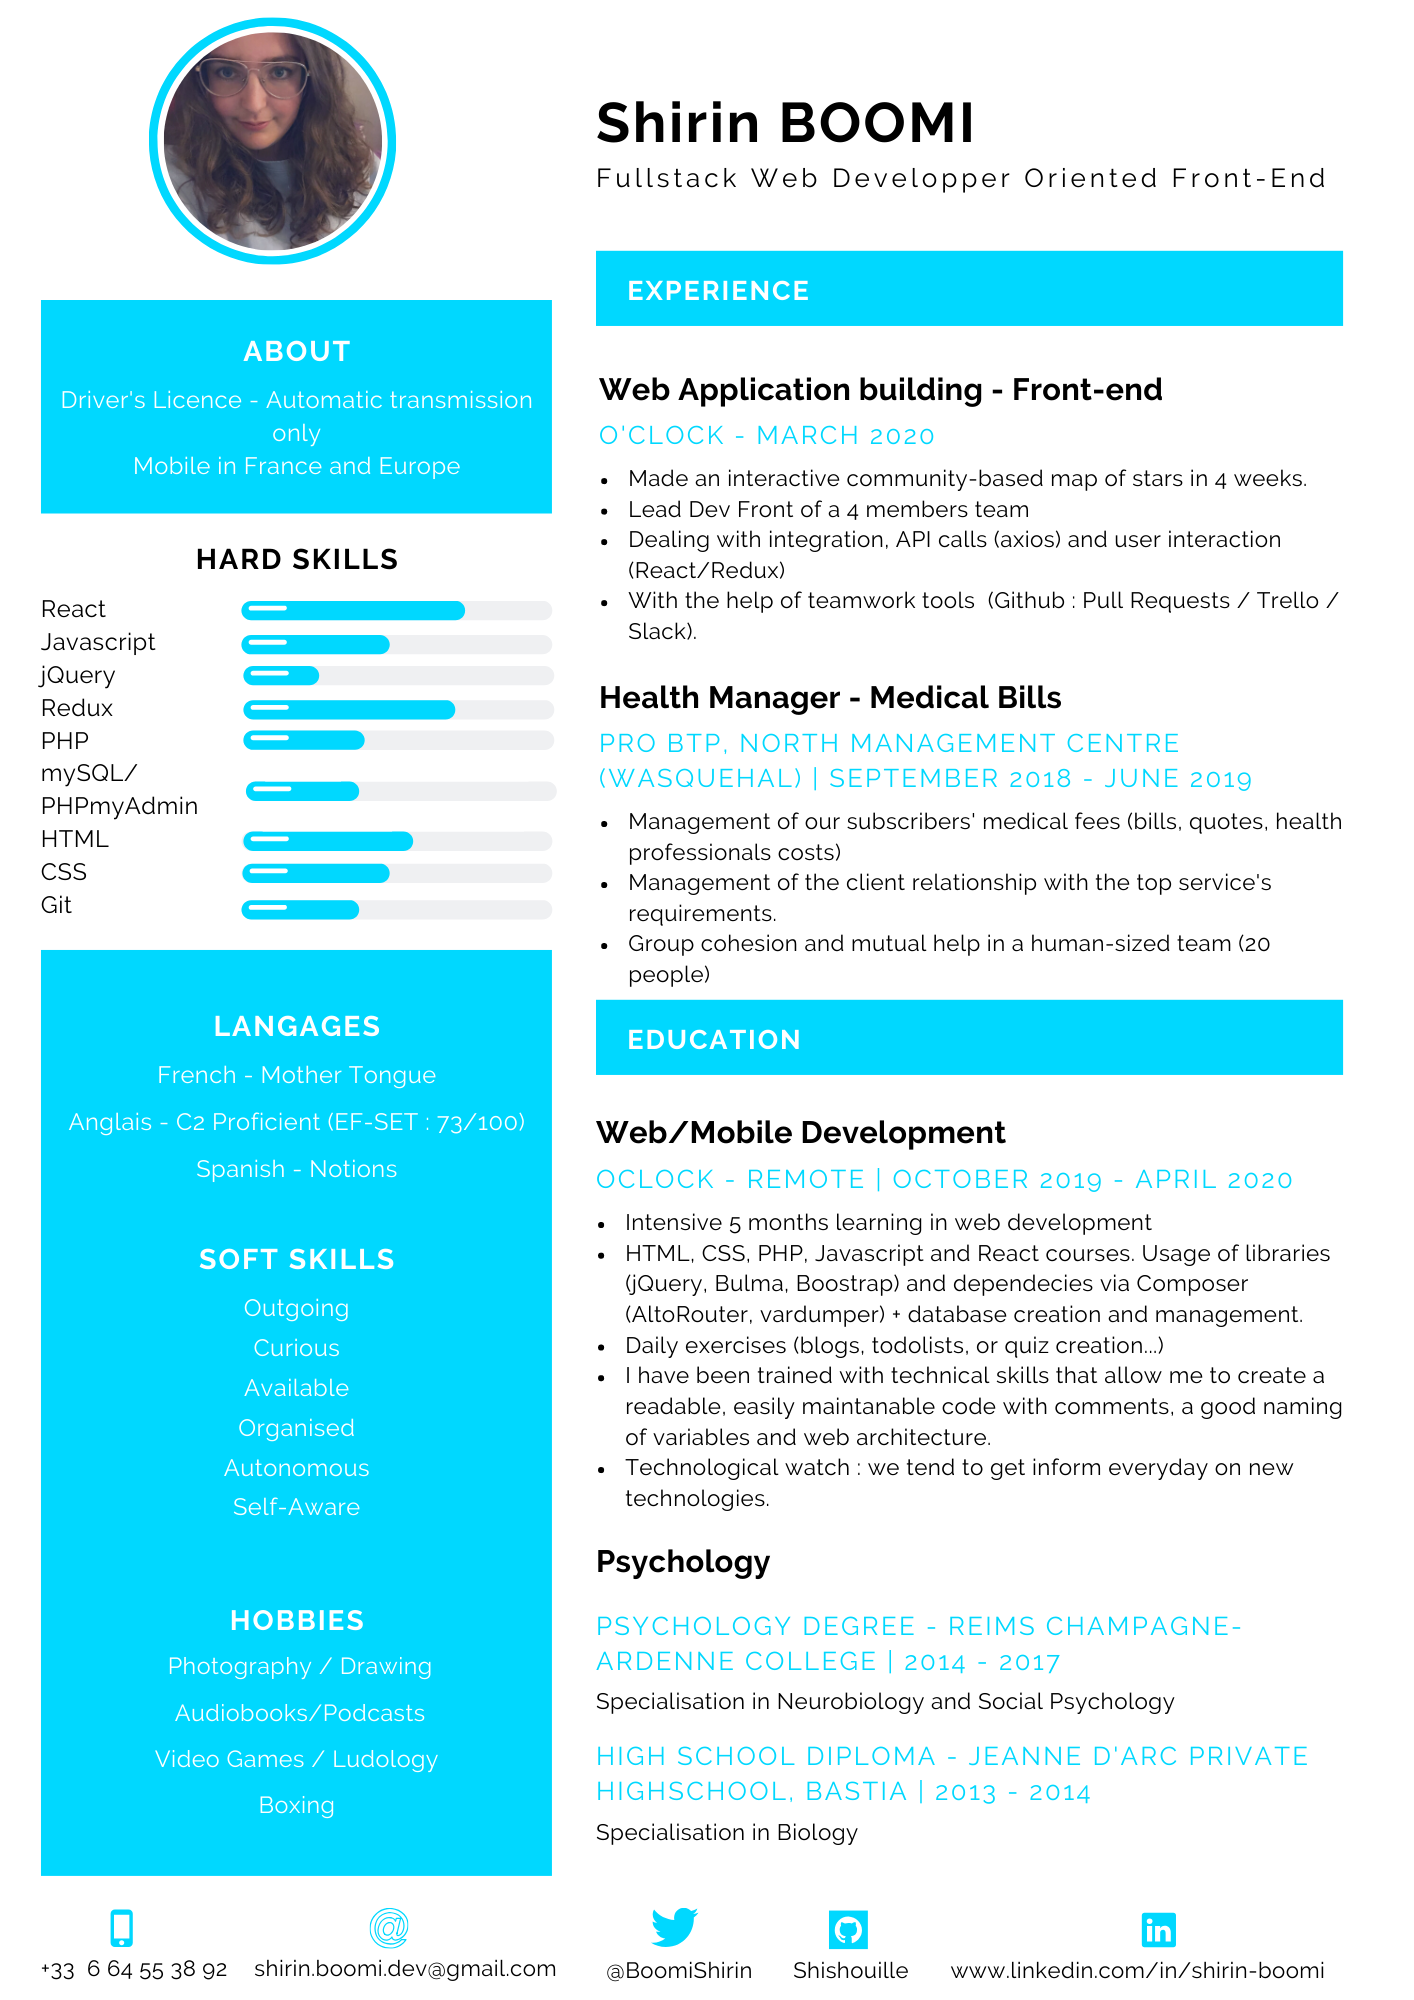 Shirin BOOMI
Fullstack Web Developper Oriented Front-End
ABOUT
Driver's Licence - Automatic transmission
only
Mobile in France and Europe
HARD SKILLS
React
Javascript
jQuery
Redux
PHP
mySQL/
PHPmyAdmin
HTML
CSS
Git
LANGAGES
French - Mother Tongue
Anglais - C2 Proficient (EF-SET : 73/100)
Spanish - Notions
SOFT SKILLS
Outgoing
Curious
Available
Organised
Autonomous
Self-Aware
HOBBIES
Photography / Drawing
Audiobooks/Podcasts
Video Games / Ludology
Boxing
EXPERIENCE
Web Application building - Front-end
O'CLOCK - MARCH 2020
• Made an interactive community-based map of stars in 4 weeks.
• Lead Dev Front of a 4 members team
• Dealing with integration, API calls (axios) and user interaction
(React/Redux)
• With the help of teamwork tools  (Github : Pull Requests / Trello /
Slack).
Health Manager - Medical Bills
PRO BTP, NORTH MANAGEMENT CENTRE
(WASQUEHAL) | SEPTEMBER 2018 - JUNE 2019
• Management of our subscribers' medical fees (bills, quotes, health
professionals costs)
• Management of the client relationship with the top service's
requirements.
• Group cohesion and mutual help in a human-sized team (20
people)
EDUCATION
Web/Mobile Development
OCLOCK - REMOTE | OCTOBER 2019 - APRIL 2020
• Intensive 5 months learning in web development
• HTML, CSS, PHP, Javascript and React courses. Usage of libraries
(jQuery, Bulma, Boostrap) and dependecies via Composer
(AltoRouter, vardumper) + database creation and management.
• Daily exercises (blogs, todolists, or quiz creation...)
• I have been trained with technical skills that allow me to create a
readable, easily maintanable code with comments, a good naming
of variables and web architecture.
• Technological watch : we tend to get inform everyday on new
technologies.
Psychology
PSYCHOLOGY DEGREE - REIMS CHAMPAGNE-
ARDENNE COLLEGE | 2014 - 2017
Specialisation in Neurobiology and Social Psychology
HIGH SCHOOL DIPLOMA - JEANNE D'ARC PRIVATE
HIGHSCHOOL, BASTIA | 2013 - 2014
Specialisation in Biology
+33  6 64 55 38 92
shirin.boomi.dev@gmail.com
@BoomiShirin
Shishouille
www.linkedin.com/in/shirin-boomi